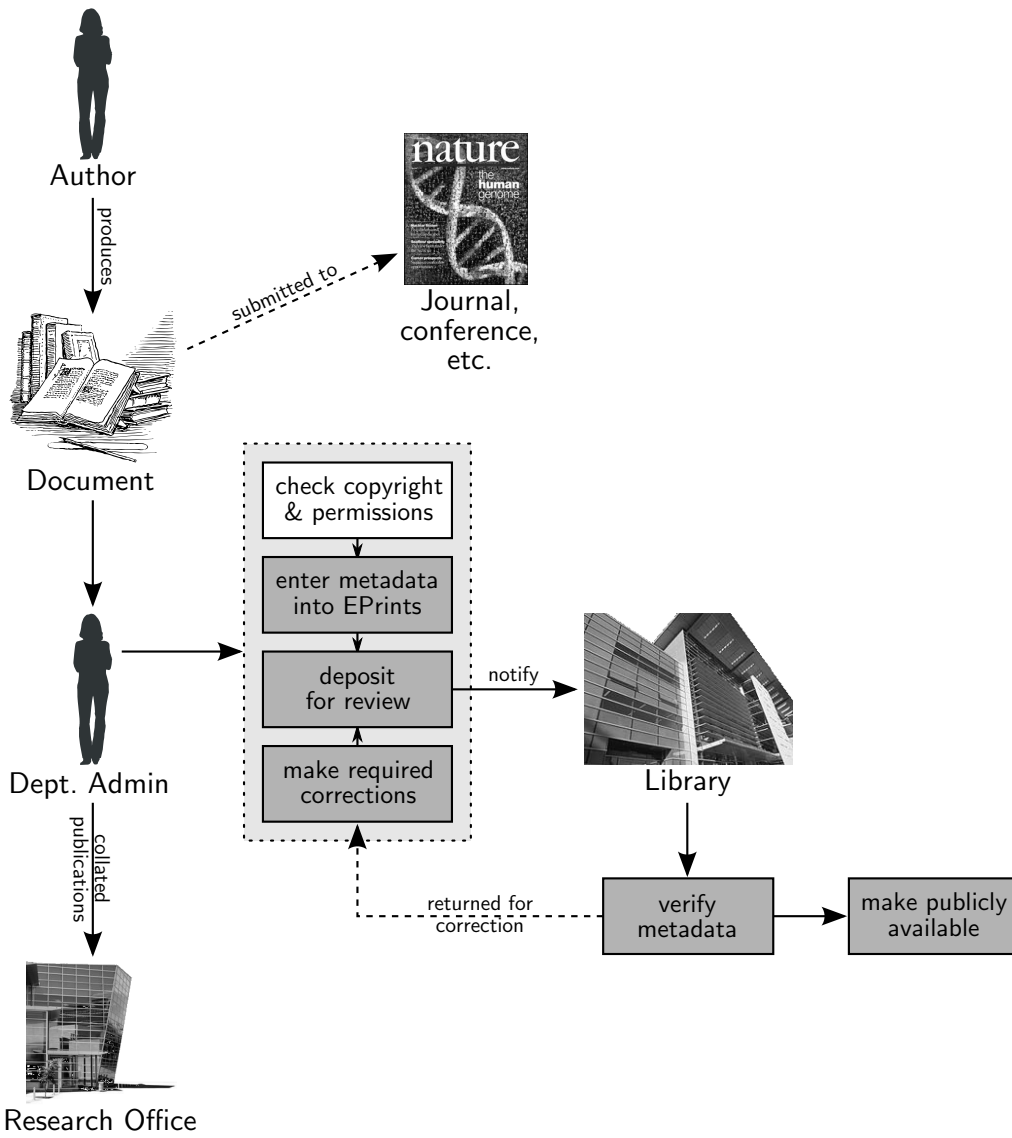 Author
produces
nature
the
human
genome
submitted to
Journal,
conference,
etc.
Document
check copyright
& permissions
enter metadata
into EPrints
deposit
for review
notify
make required
corrections
Dept. Admin
Library
collated
publications
returned for
correction
verify
metadata
make publicly
available
Research Office